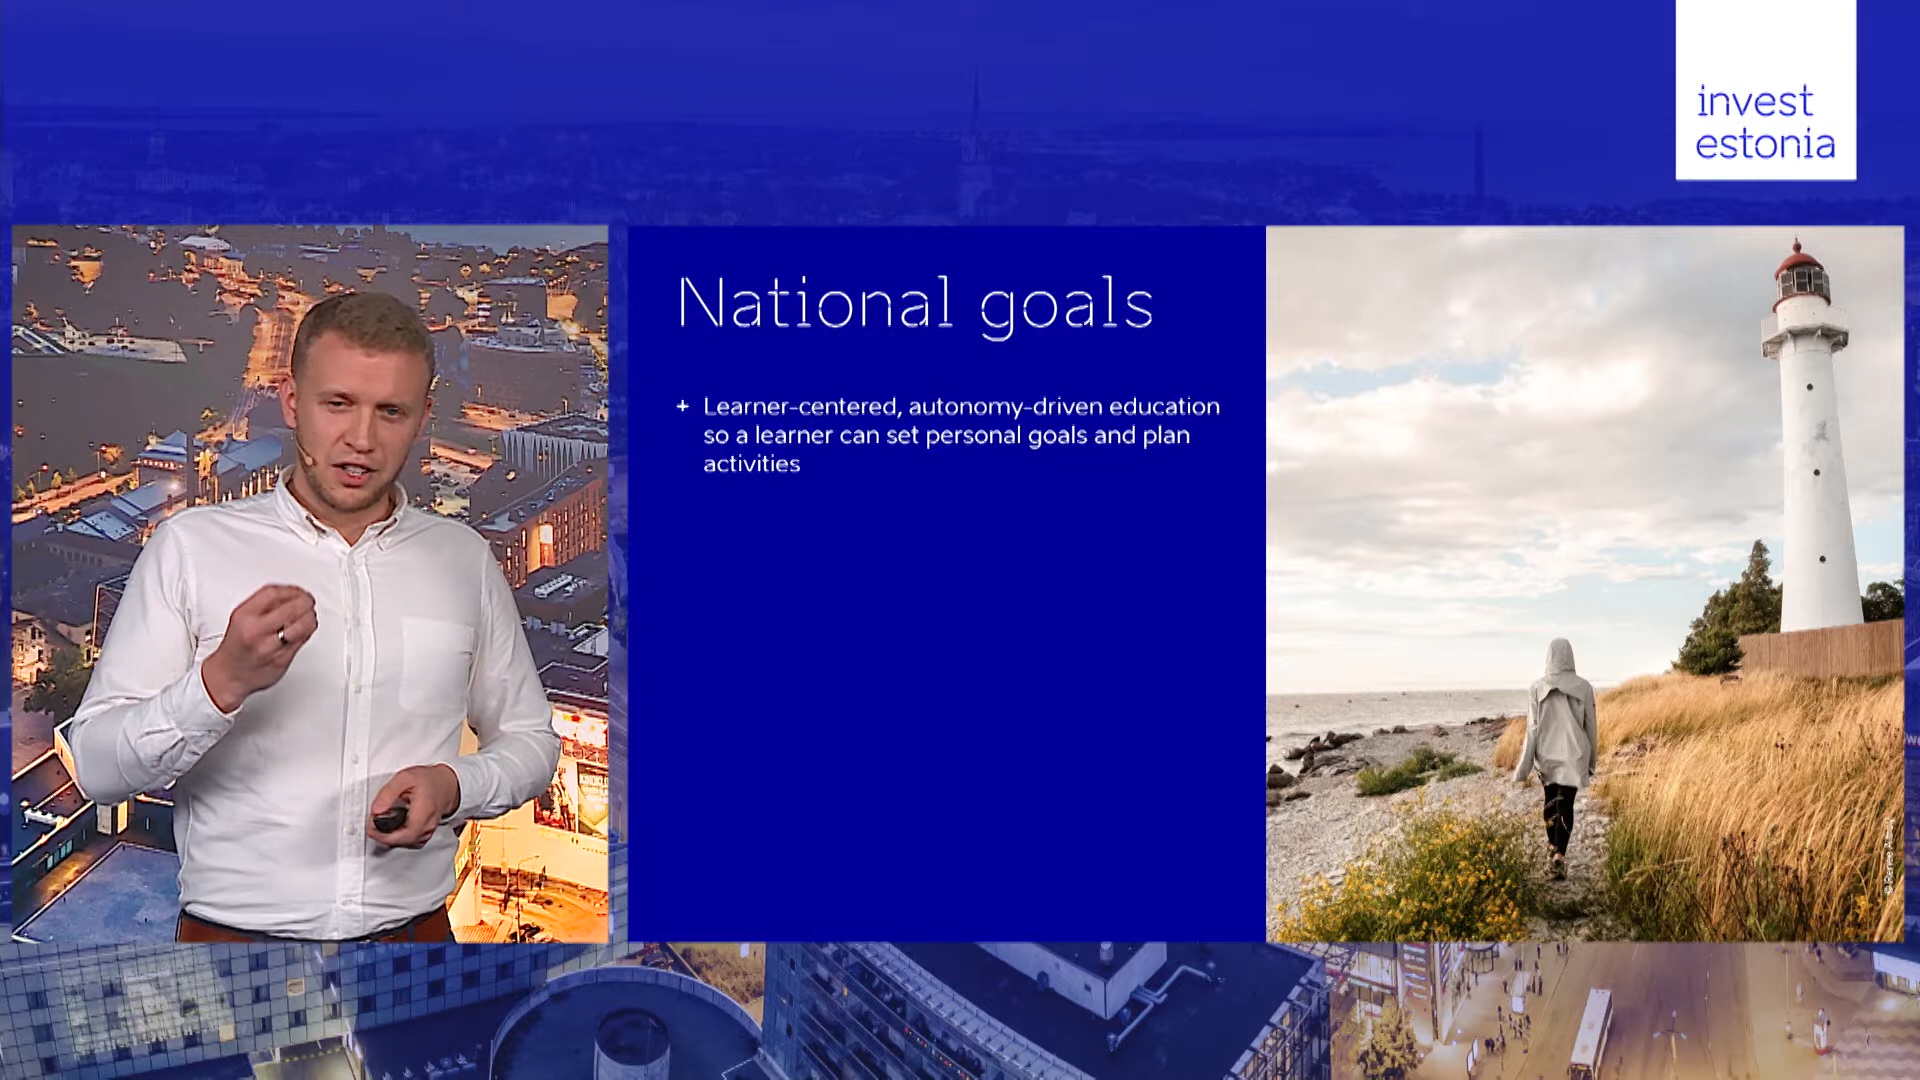 invest
estonia
National goals
+ Learner-centered, autonomy-driven education
so a learner can set personal goals and plan
activities